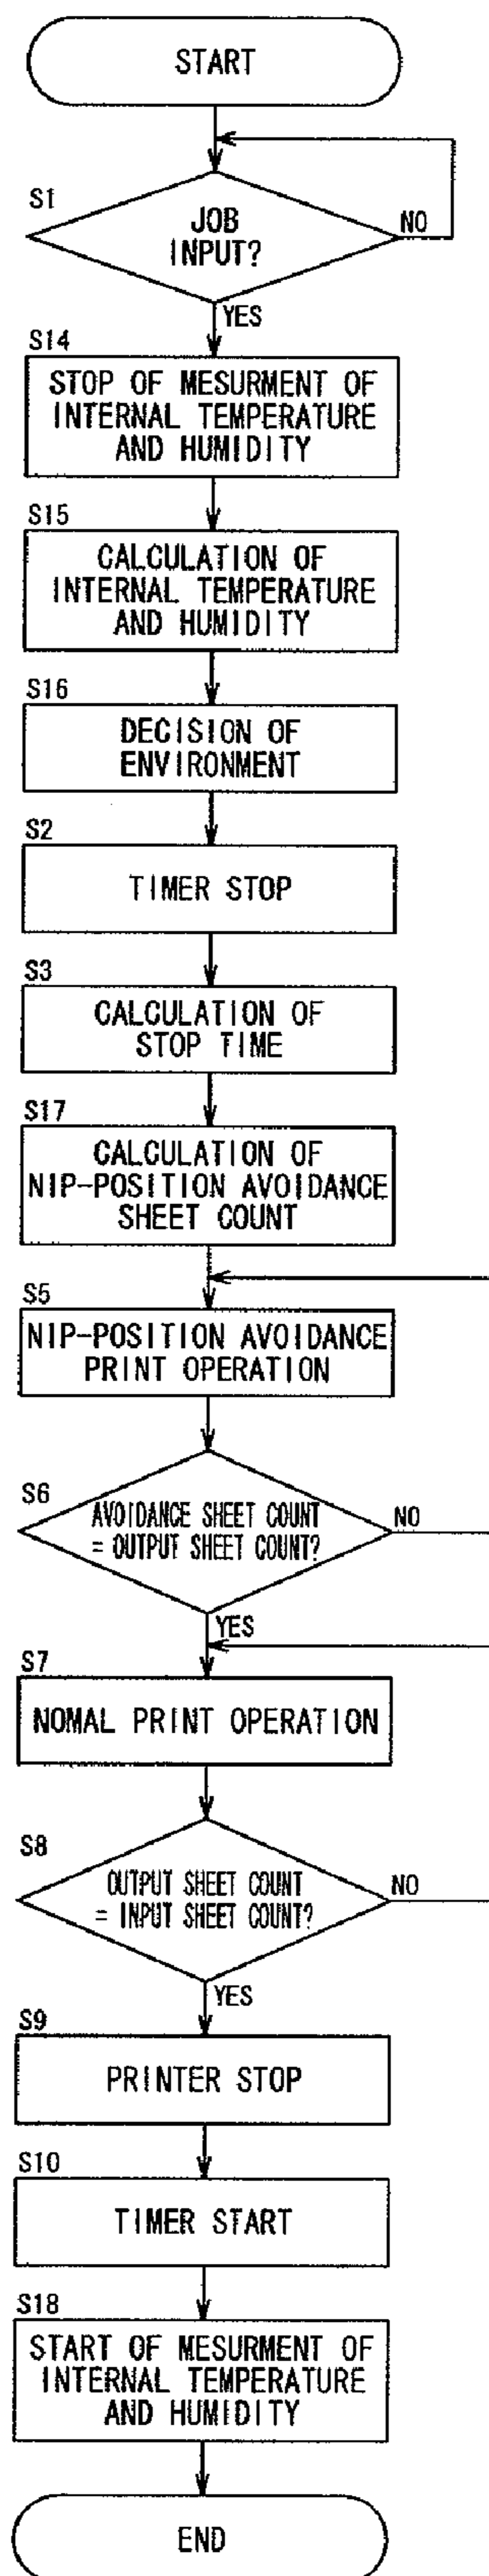 START
S1
JOB
INPUT?
NO
YES
S14
STOP OF MESURMENT OF
INTERNAL TEMPERATURE
AND HUMIDITY
S15
CALCULATION OF
INTERNAL TEMPERATURE
AND HUMIDITY
S16
DECISION OF
ENVIRONMENT
S2
TIMER STOP
S3
CALCULATION OF
STOP TIME
S17
CALCULATION OF
NIP-POSITION AVOIDANCE
SHEET COUNT
S5
NIP-POSITION AVOIDANCE
PRINT OPERATION
S6
AVOIDANCE SHEET COUNT
= OUTPUT SHEET COUNT?
NO
YES
S7
NOMAL PRINT OPERATION
S8
OUTPUT SHEET COUNT
= INPUT SHEET COUNT?
NO
YES
S9
PRINTER STOP
S10
TIMER START
S18
START OF MESURMENT OF
INTERNAL TEMPERATURE
AND HUMIDITY
END